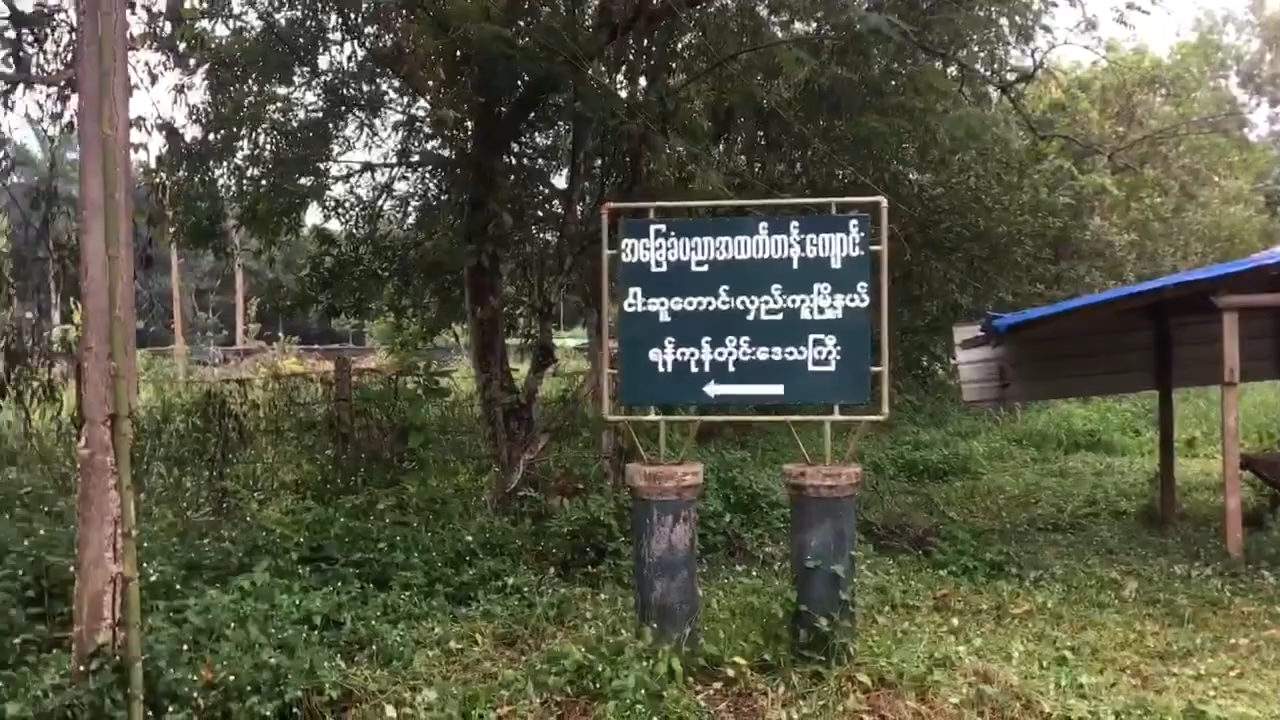 အခြေခံပညာအထက်တန်းကျောင်း
ငါးဆူတောင်၊လှည်းကူးမြို့နယ်
ရန်ကုန်တိုင်းဒေသကြီး